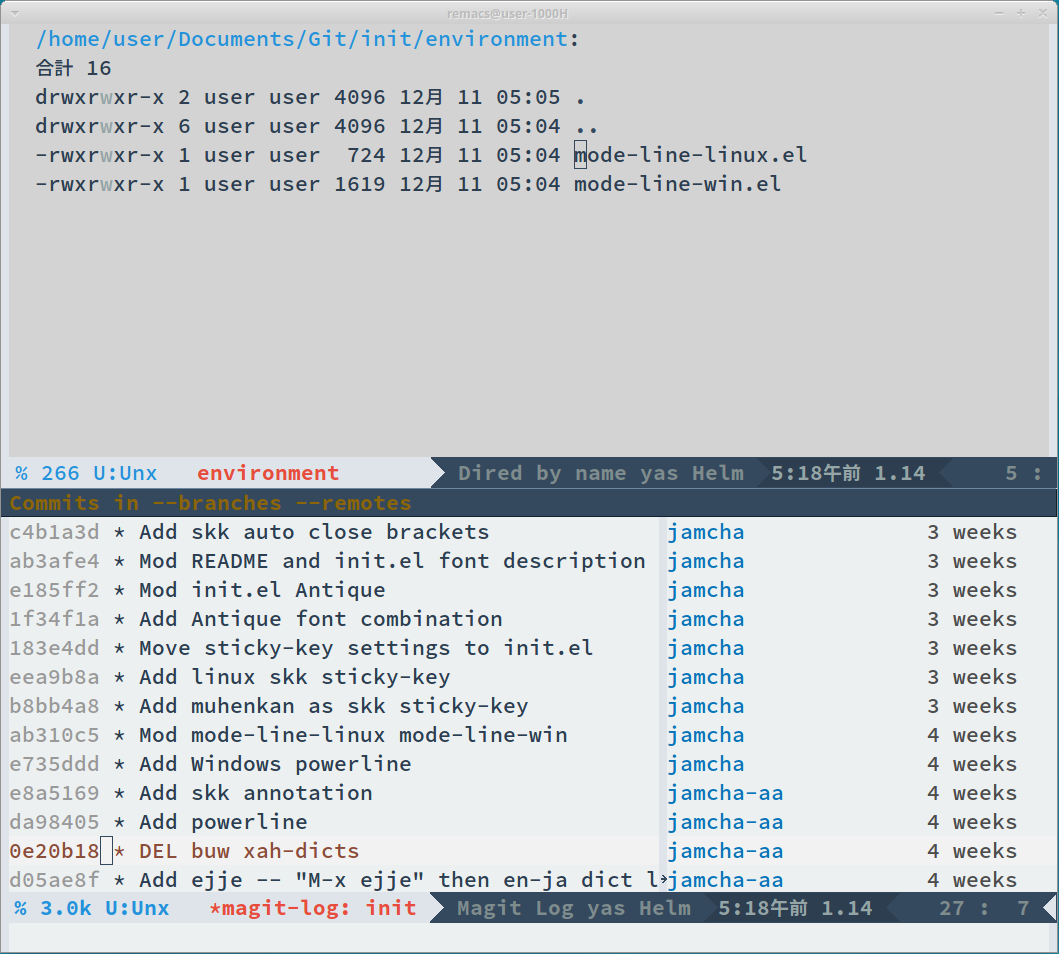 remacs@user-1000H
/home/user/Documents/Git/init/environment:
合計 16
drwxrwxr-x 2 user user 4096 12月 11 05:05 .
drwxrwxr-x 6 user user 4096 12月 11 05:04 ..
-rwxrwxr-x 1 user user  724 12月 11 05:04 mode-line-linux.el
-rwxrwxr-x 1 user user 1619 12月 11 05:04 mode-line-win.el
% 266 U:Unx environment Dired by name yas Helm 5:18午前 1.14 5 :
Commits in --branches --remotes
c4b1a3d * Add skk auto close brackets jamcha 3 weeks
ab3afe4 * Mod README and init.el font description jamcha 3 weeks
e185ff2 * Mod init.el Antique jamcha 3 weeks
1f34f1a * Add Antique font combination jamcha 3 weeks
183e4dd * Move sticky-key settings to init.el jamcha 3 weeks
eea9b8a * Add linux skk sticky-key jamcha 3 weeks
b8bb4a8 * Add muhenkan as skk sticky-key jamcha 3 weeks
ab310c5 * Mod mode-line-linux mode-line-win jamcha 4 weeks
e735ddd * Add Windows powerline jamcha 4 weeks
e8a5169 * Add skk annotation jamcha-aa 4 weeks
da98405 * Add powerline jamcha-aa 4 weeks
0e20b18 * DEL buw xah-dicts jamcha-aa 4 weeks
d05ae8f * Add ejje -- "M-x ejje" then en-ja dict l→jamcha-aa 4 weeks
% 3.0k U:Unx *magit-log: init Magit Log yas Helm 5:18午前 1.14 27 : 7